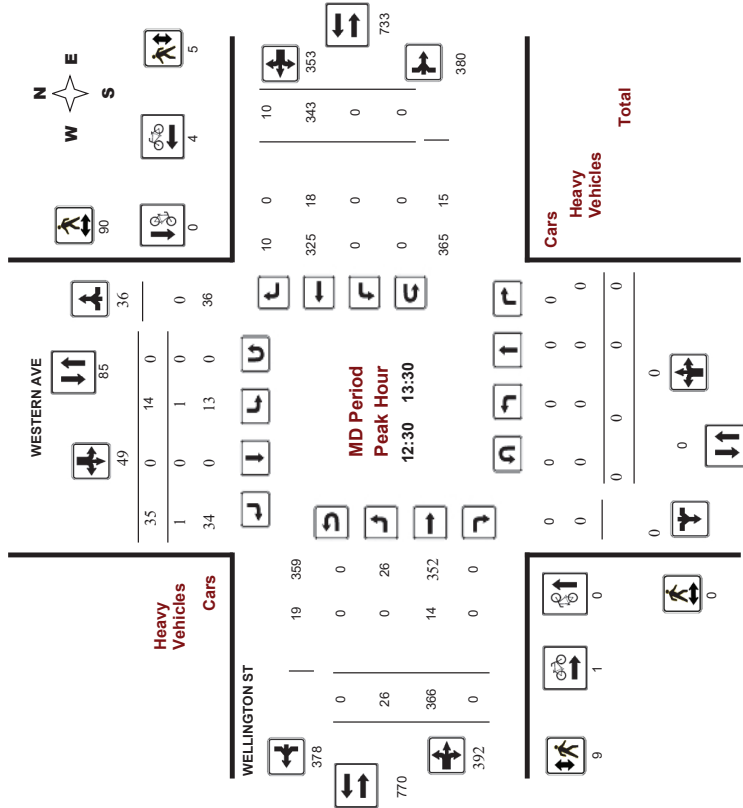 N
W E
S
5
4
90
0
WESTERN AVE
36
85
49
35 0 14 0
1 0 1 0 0
34 0 13 0 36
733
353
380
10 343 0 0
0 18 0 0 15
10 325 0 0 365
Heavy
Vehicles
Cars
MD Period
Peak Hour
12:30 13:30
WELLINGTON ST
359 0 26 352 0
19 0 0 14 0
0 26 366 0
378
770
392
Cars
Heavy
Vehicles
Total
0 0 0 0 0
0 0 0 0 0
0 0 0 0
0
0
0
0
1
0
9